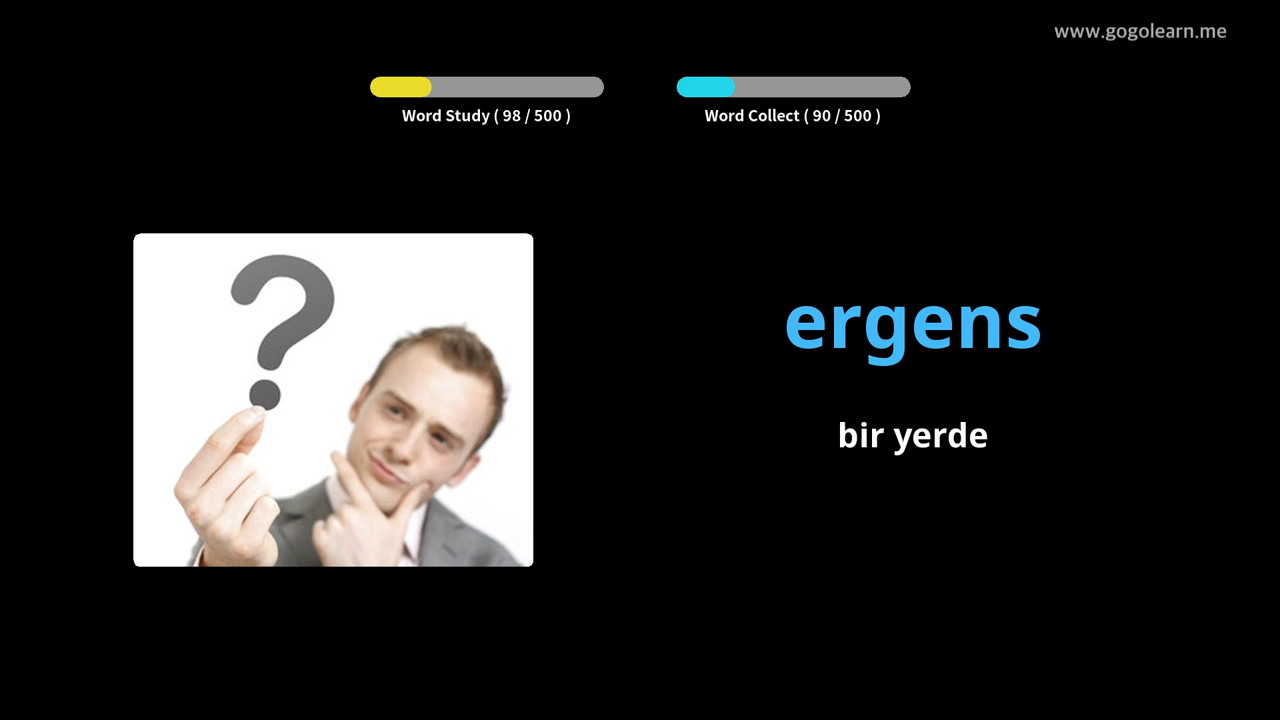 www.gogolearn.me
Word Study ( 98 / 500 )
Word Collect ( 90 / 500 )
?
ergens
bir yerde